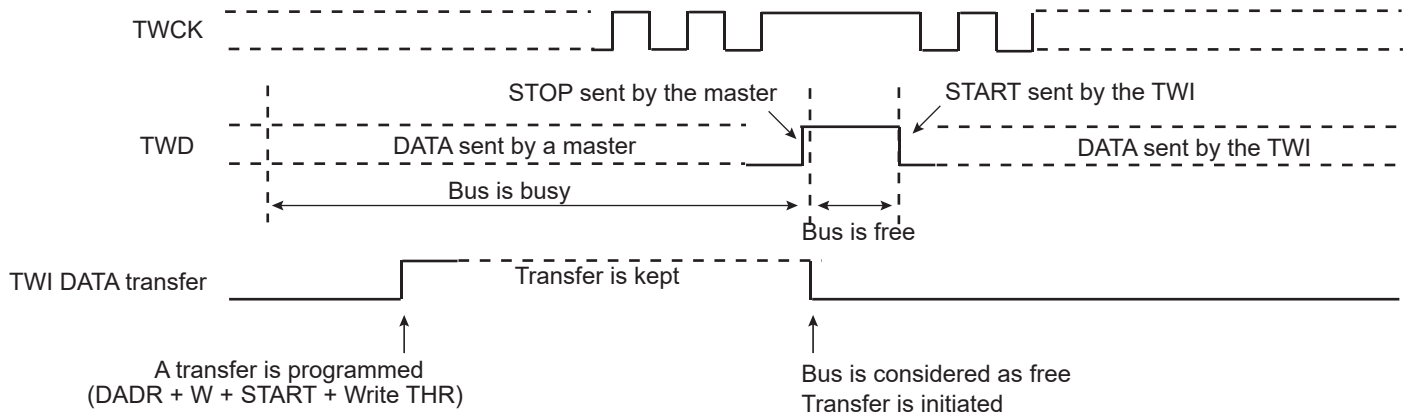 TWCK
STOP sent by the master
START sent by the TWI
TWD
DATA sent by a master
DATA sent by the TWI
Bus is busy
Bus is free
TWI DATA transfer
Transfer is kept
A transfer is programmed
(DADR + W + START + Write THR)
Bus is considered as free
Transfer is initiated